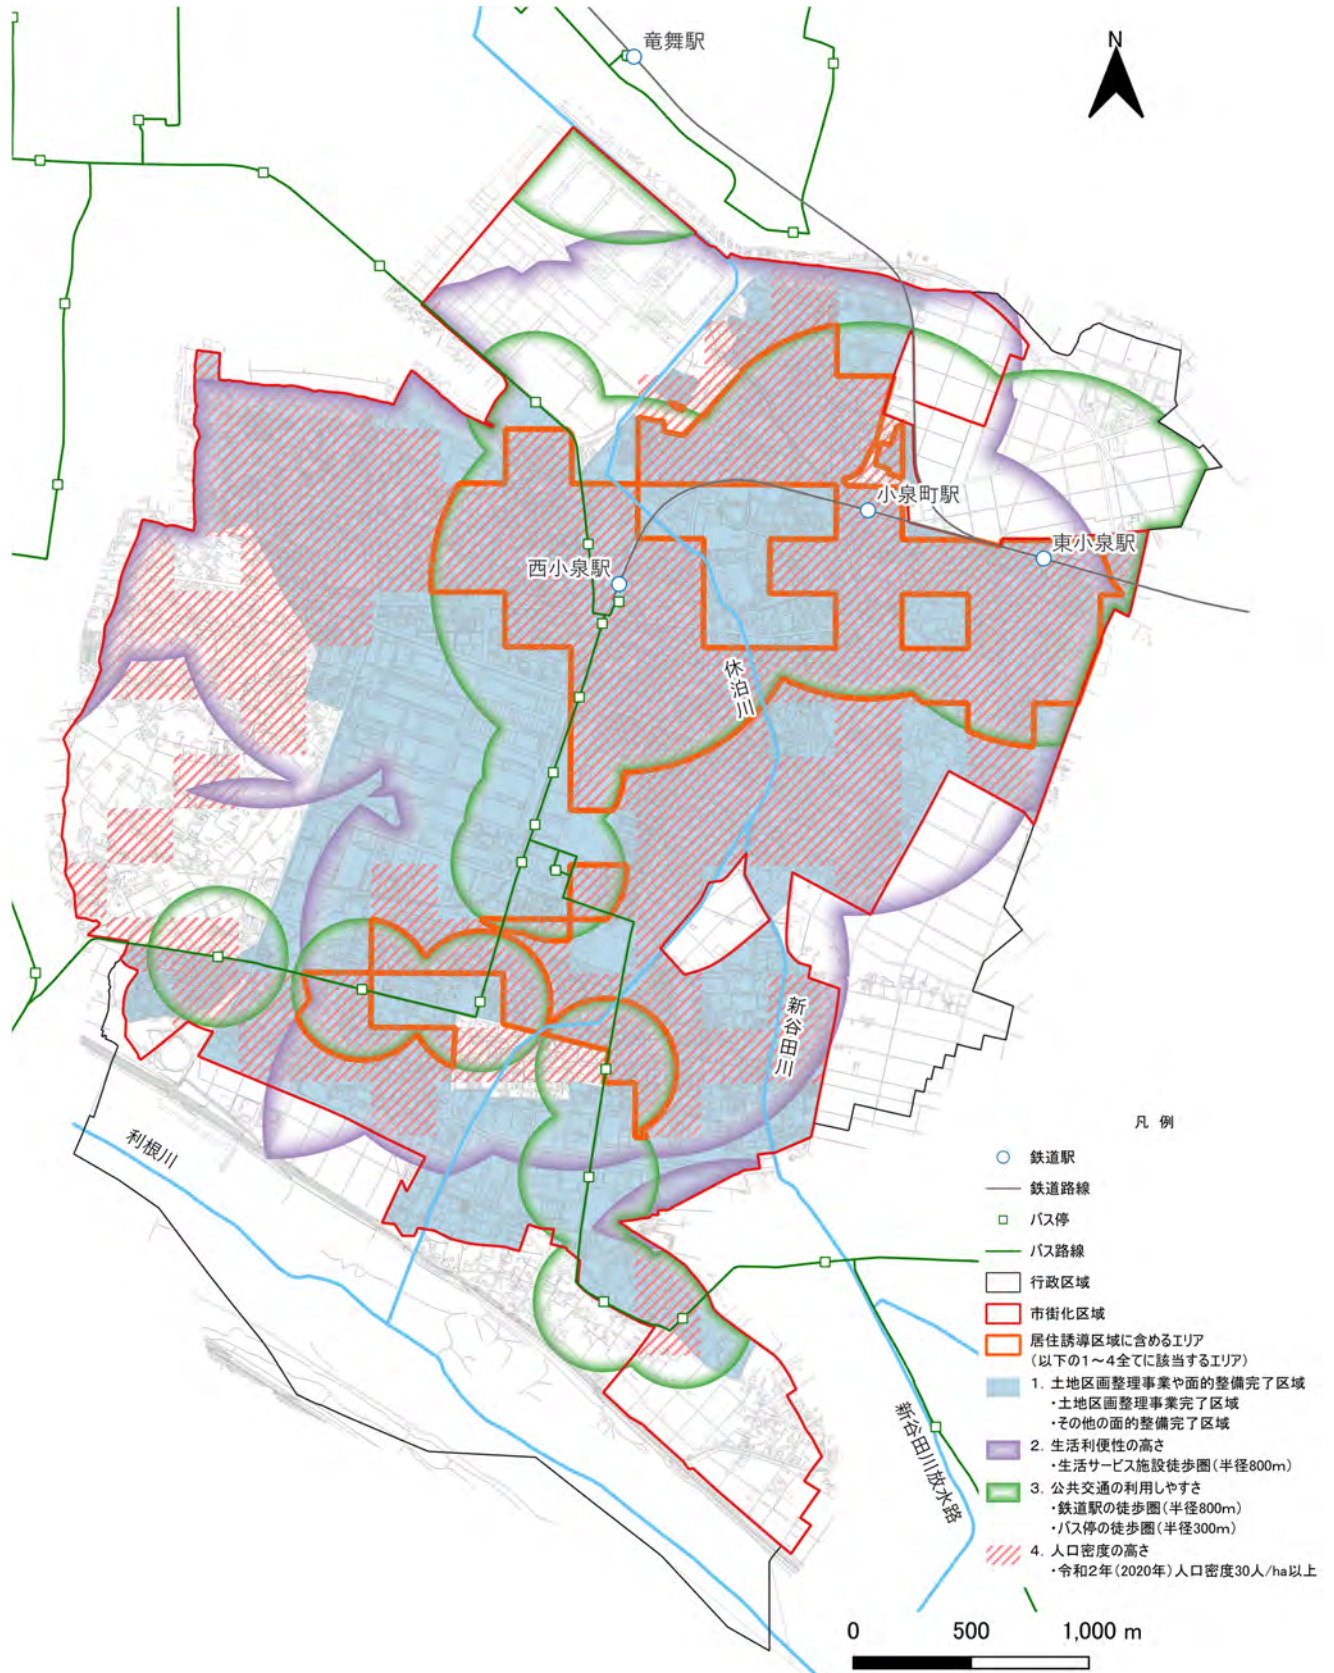 竜舞駅
N
小泉町駅
東小泉駅
西小泉駅
休泊川
新谷田川
利根川
新谷田川放水路
凡 例
鉄道駅
鉄道路線
バス停
バス路線
行政区域
市街化区域
居住誘導区域に含めるエリア
(以下の1~4全てに該当するエリア)
1. 土地区画整理事業や面的整備完了区域
・土地区画整理事業完了区域
・その他の面的整備完了区域
2. 生活利便性の高さ
・生活サービス施設徒歩圏(半径800m)
3. 公共交通の利用しやすさ
・鉄道駅の徒歩圏(半径800m)
・バス停の徒歩圏(半径300m)
4. 人口密度の高さ
・令和2年(2020年)人口密度30人/ha以上
0 500 1,000 m